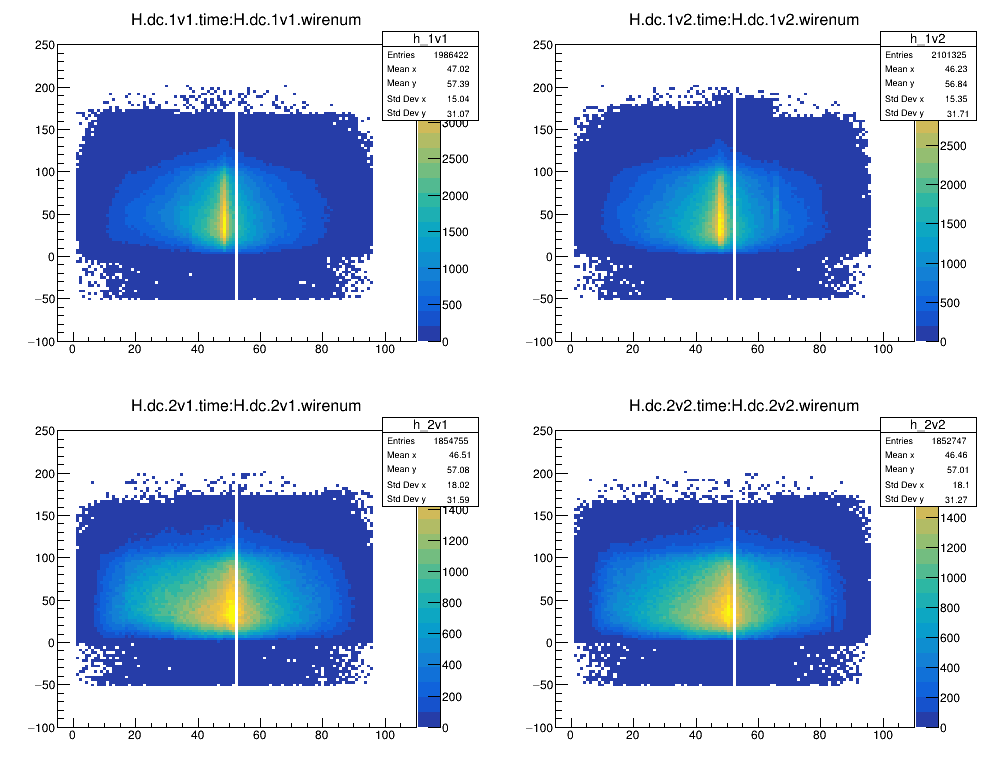 H.dc.1v1.time:H.dc.1v1.wirenum
h_1v1
Entries 1986422
Mean x 47.02
Mean y 57.39
Std Dev x 15.04
Std Dev y 31.07
250
200
150
100
50
0
−50
−100
0 20 40 60 80 100
3000
2500
2000
1500
1000
500
0
H.dc.1v2.time:H.dc.1v2.wirenum
h_1v2
Entries 2101325
Mean x 46.23
Mean y 56.84
Std Dev x 15.35
Std Dev y 31.71
250
200
150
100
50
0
−50
−100
0 20 40 60 80 100
2500
2000
1500
1000
500
0
H.dc.2v1.time:H.dc.2v1.wirenum
h_2v1
Entries 1854755
Mean x 46.51
Mean y 57.08
Std Dev x 18.02
Std Dev y 31.59
250
200
150
100
50
0
−50
−100
0 20 40 60 80 100
1400
1200
1000
800
600
400
200
0
H.dc.2v2.time:H.dc.2v2.wirenum
h_2v2
Entries 1852747
Mean x 46.46
Mean y 57.01
Std Dev x 18.1
Std Dev y 31.27
250
200
150
100
50
0
−50
−100
0 20 40 60 80 100
1400
1200
1000
800
600
400
200
0